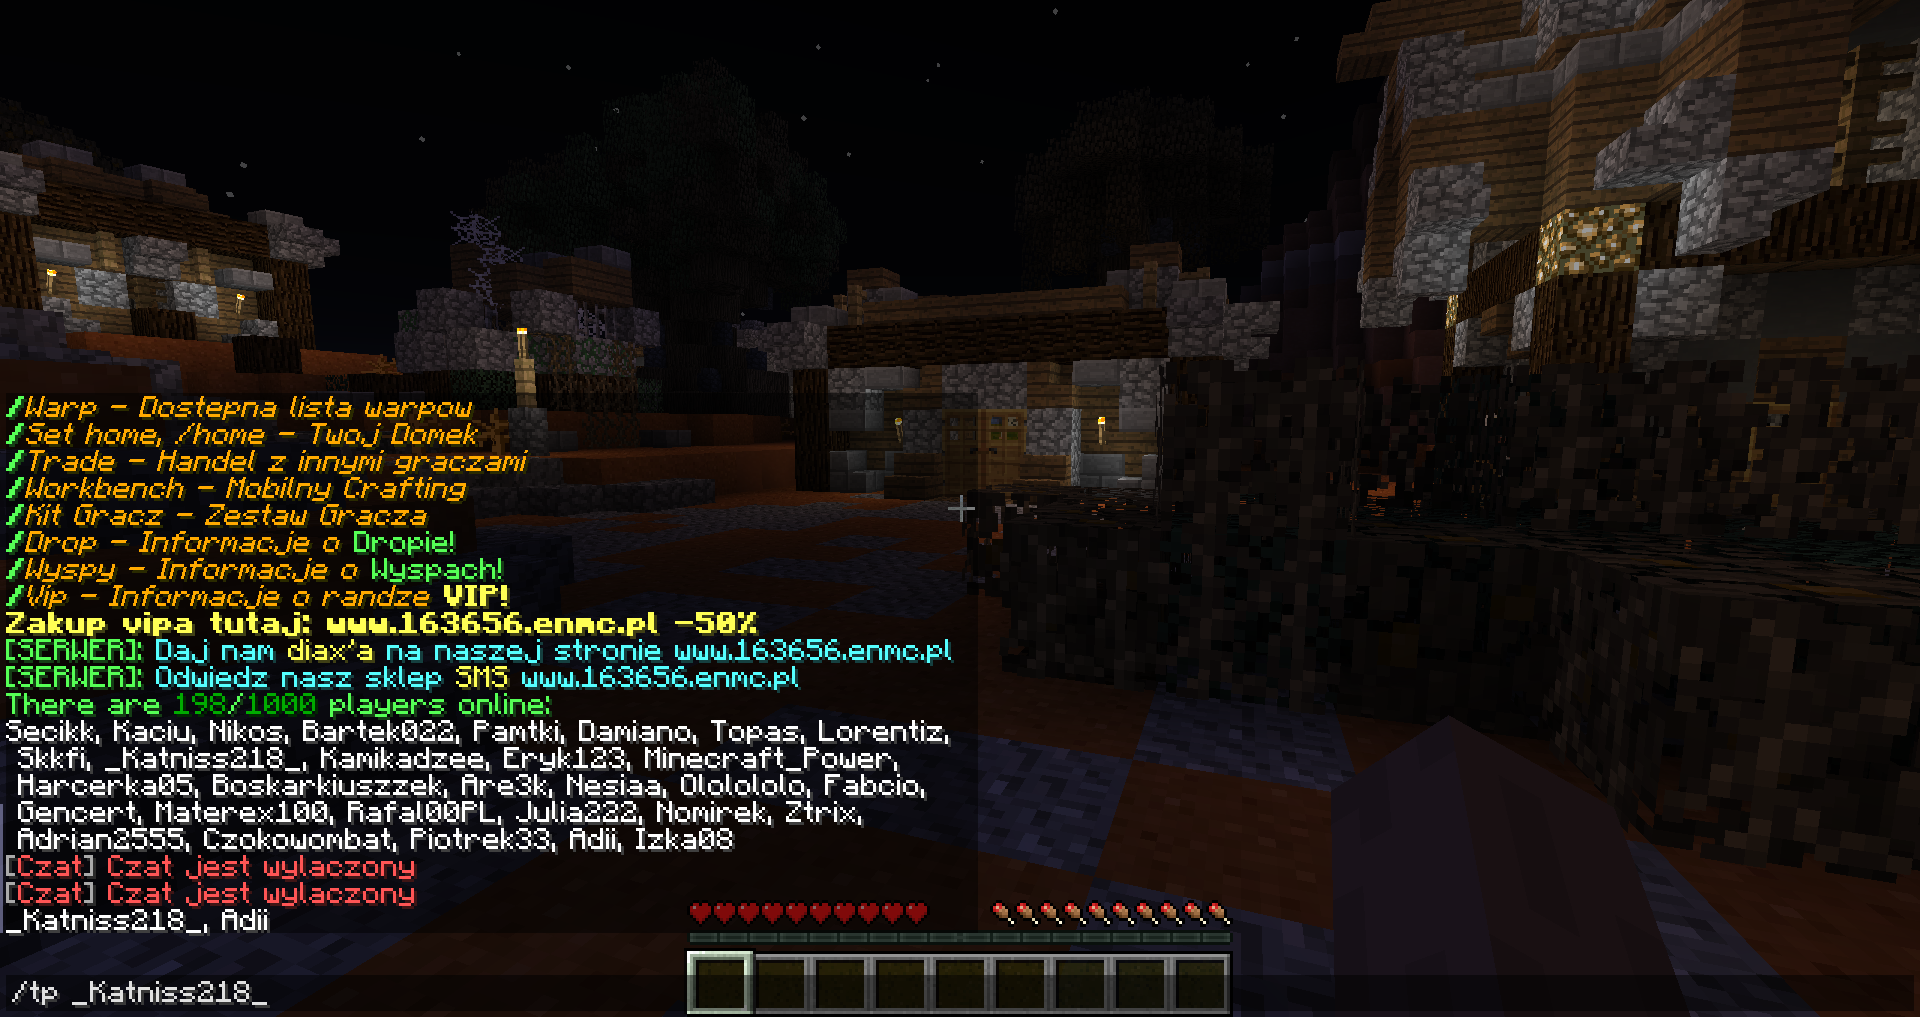 /Warp - Dostepna lista warpow
/Set home, /home - Twoj Domek
/Trade - Handel z innymi graczami
/Workbench - Mobilny Crafting
/Kit Gracz - Zestaw Gracza
/Drop - Informacje o Dropie!
/Wyspy - Informacje o Wyspach!
/Vip - Informacje o randze VIP!
Zakup vipa tutaj: www.163656.enmc.pl -50%
[SERWER]: Daj nam diax'a na naszej stronie www.163656.enmc.pl
[SERWER]: Odwiedz nasz sklep SMS www.163656.enmc.pl
There are 198/1000 players online:
Secikk, Kaciu, Nikos, Bartek022, Pamtki, Damiano, Topas, Lorentiz,
Skkfi, _Katniss218_, Kamikadzee, Eryk123, Minecraft_Power,
Harcerka05, Boskarkiuszzek, Are3k, Nesiaa, Olololololo, Fabcio,
Gencert, Materex100, Rafal00PL, Julia222, Nomirek, Ztrix,
Adrian2555, Czokowombat, Piotrek33, Adii, Izka08
[Czat] Czat jest wylaczony
[Czat] Czat jest wylaczony
_Katniss218_, Adii
/tp _Katniss218_